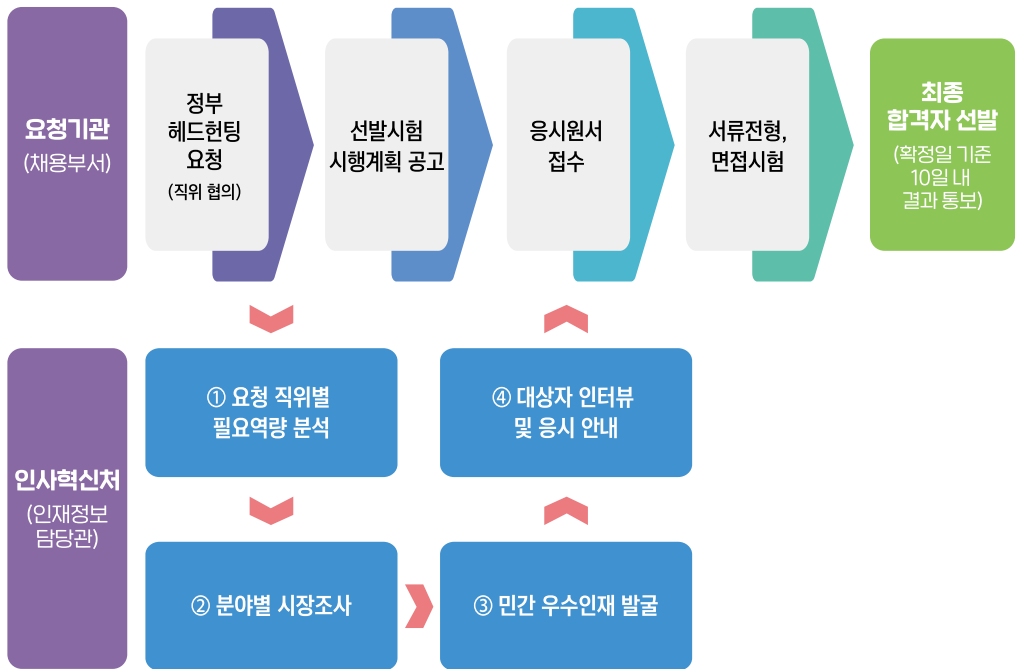 요청기관
(채용부서)
정부
헤드헌팅
요청
(직위 협의)
선발시험
시행계획 공고
응시원서
접수
서류전형,
면접시험
최종
합격자 선발
(확정일 기준
10일 내
결과 통보)
인사혁신처
(인재정보
담당관)
① 요청 직위별
필요역량 분석
② 분야별 시장조사
③ 민간 우수인재 발굴
④ 대상자 인터뷰
및 응시 안내